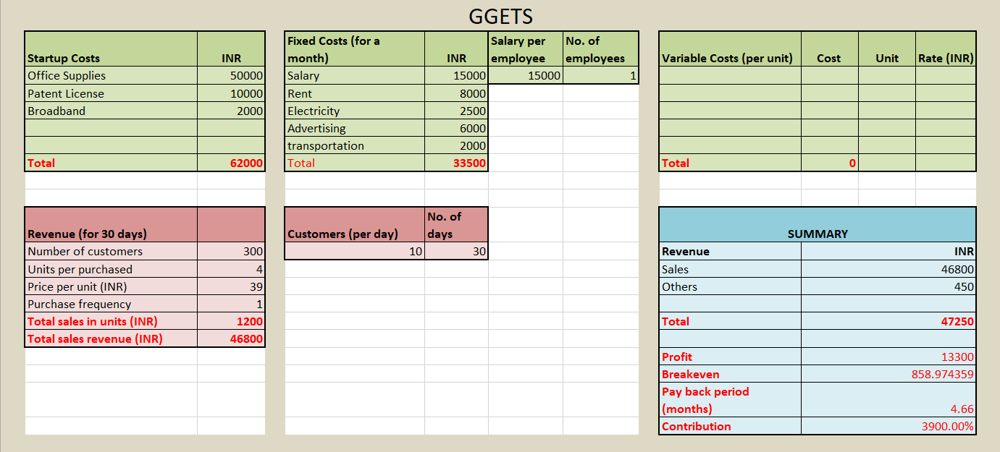 GGETS
Startup Costs INR
Office Supplies 50000
Patent License 10000
Broadband 2000
Total 62000
Fixed Costs (for a month) INR Salary per employee No. of employees
Salary 15000 15000 1
Rent 8000
Electricity 2500
Advertising 6000
transportation 2000
Total 33500
Variable Costs (per unit) Cost Unit Rate (INR)
Total 0
Revenue (for 30 days)
Number of customers 300
Units per purchased 4
Price per unit (INR) 39
Purchase frequency 1
Total sales in units (INR) 1200
Total sales revenue (INR) 46800
Customers (per day) No. of days
10 30
SUMMARY
Revenue INR
Sales 46800
Others 450
Total 47250
Profit 13300
Breakeven 858.974359
Pay back period
(months) 4.66
Contribution 3900.00%